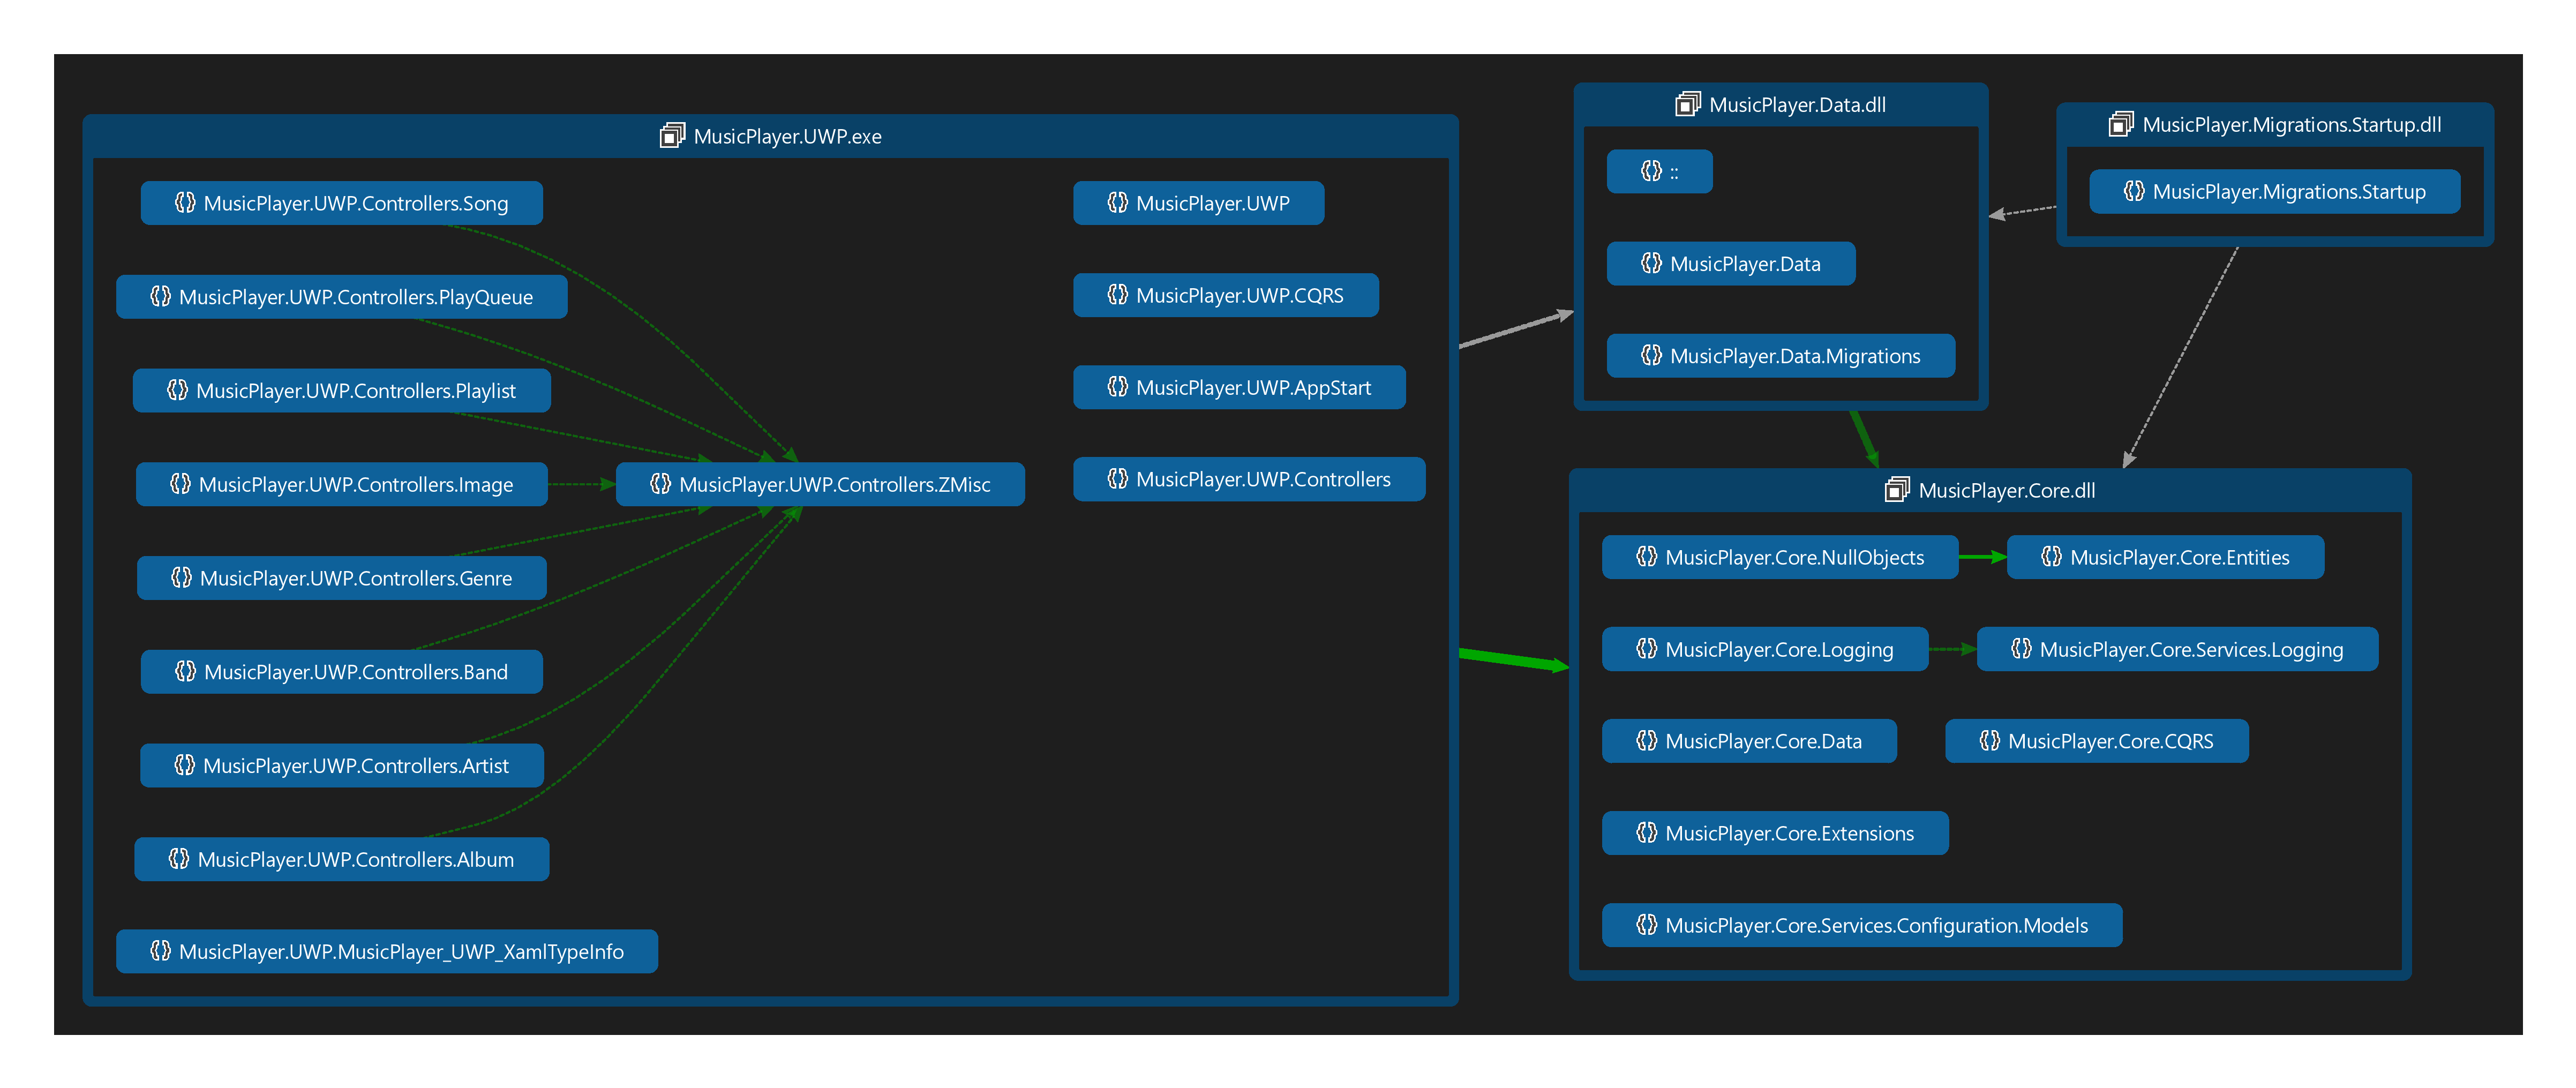 MusicPlayer.UWP.exe
MusicPlayer.UWP.Controllers.Song
MusicPlayer.UWP.Controllers.PlayQueue
MusicPlayer.UWP.Controllers.Playlist
MusicPlayer.UWP.Controllers.Image
MusicPlayer.UWP.Controllers.Genre
MusicPlayer.UWP.Controllers.Band
MusicPlayer.UWP.Controllers.Artist
MusicPlayer.UWP.Controllers.Album
MusicPlayer.UWP.MusicPlayer_UWP_XamlTypeInfo
MusicPlayer.UWP.Controllers.ZMisc
MusicPlayer.UWP
MusicPlayer.UWP.CQRS
MusicPlayer.UWP.AppStart
MusicPlayer.UWP.Controllers
MusicPlayer.Data.dll
::
MusicPlayer.Data
MusicPlayer.Data.Migrations
MusicPlayer.Migrations.Startup.dll
MusicPlayer.Migrations.Startup
MusicPlayer.Core.dll
MusicPlayer.Core.NullObjects
MusicPlayer.Core.Entities
MusicPlayer.Core.Logging
MusicPlayer.Core.Services.Logging
MusicPlayer.Core.Data
MusicPlayer.Core.CQRS
MusicPlayer.Core.Extensions
MusicPlayer.Core.Services.Configuration.Models